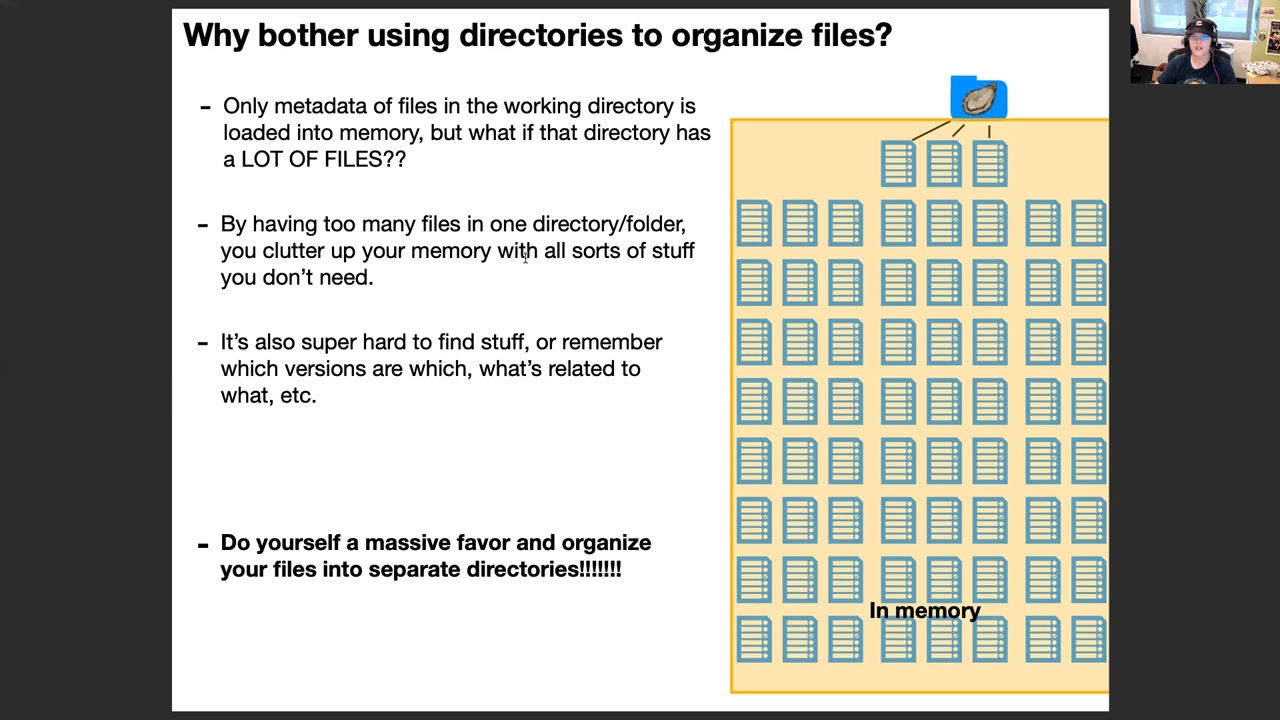 Why bother using directories to organize files?
- Only metadata of files in the working directory is
loaded into memory, but what if that directory has
a LOT OF FILES??
- By having too many files in one directory/folder,
you clutter up your memory with all sorts of stuff
you don’t need.
- It’s also super hard to find stuff, or remember
which versions are which, what’s related to
what, etc.
- Do yourself a massive favor and organize
your files into separate directories!!!!!!!
In memory